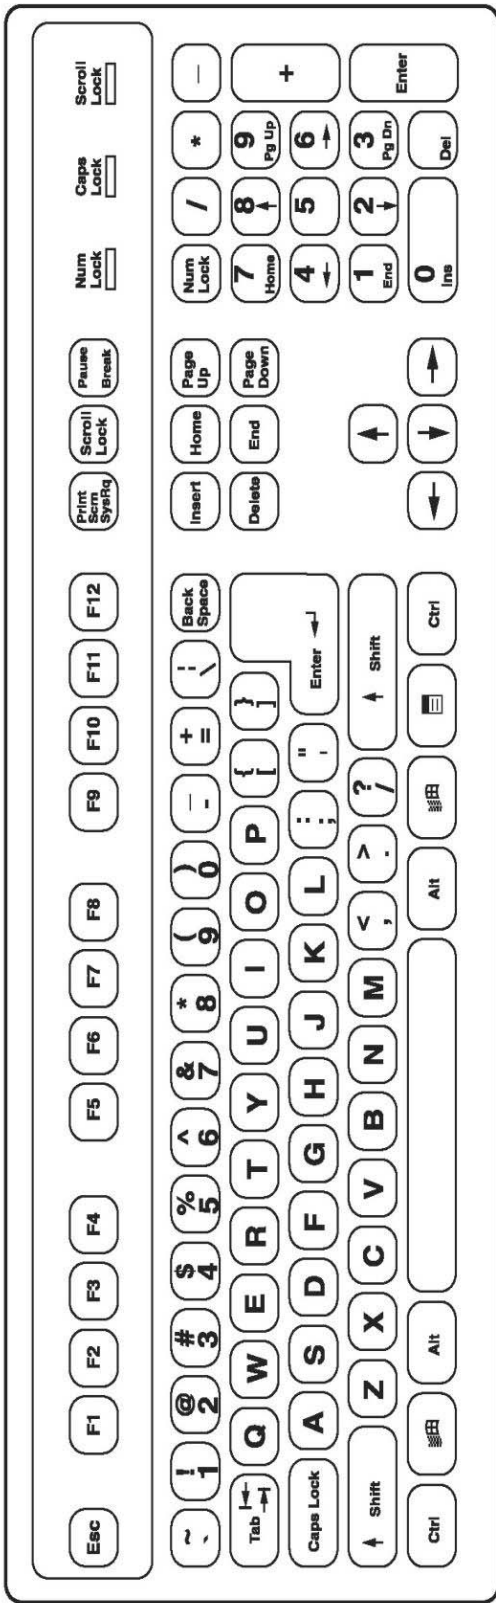 Esc F1 F2 F3 F4 F5 F6 F7 F8 F9 F10 F11 F12
Print
Scrn
SysRq
Scroll
Lock
Pause
Break
Num
Lock
Caps
Lock
Scroll
Lock
~ ! @ # $ % ^ & * ( ) _ + ¦
` 1 2 3 4 5 6 7 8 9 0 - = \
Back
Space
Insert Home
Page
Up
Num
Lock
/ * −
Tab Q W E R T Y U I O P
{ }
[ ]
Delete End
Page
Down
7
Home
8
↑
9
Pg Up
+
Caps Lock A S D F G H J K L
: "
; '
Enter ↵
4
←
5
6
→
↑ Shift Z X C V B N M
< > ?
, . /
↑ Shift
↑
1
End
2
↓
3
Pg Dn
Enter
Ctrl Alt Alt Ctrl
← ↓ →
0
Ins
Del